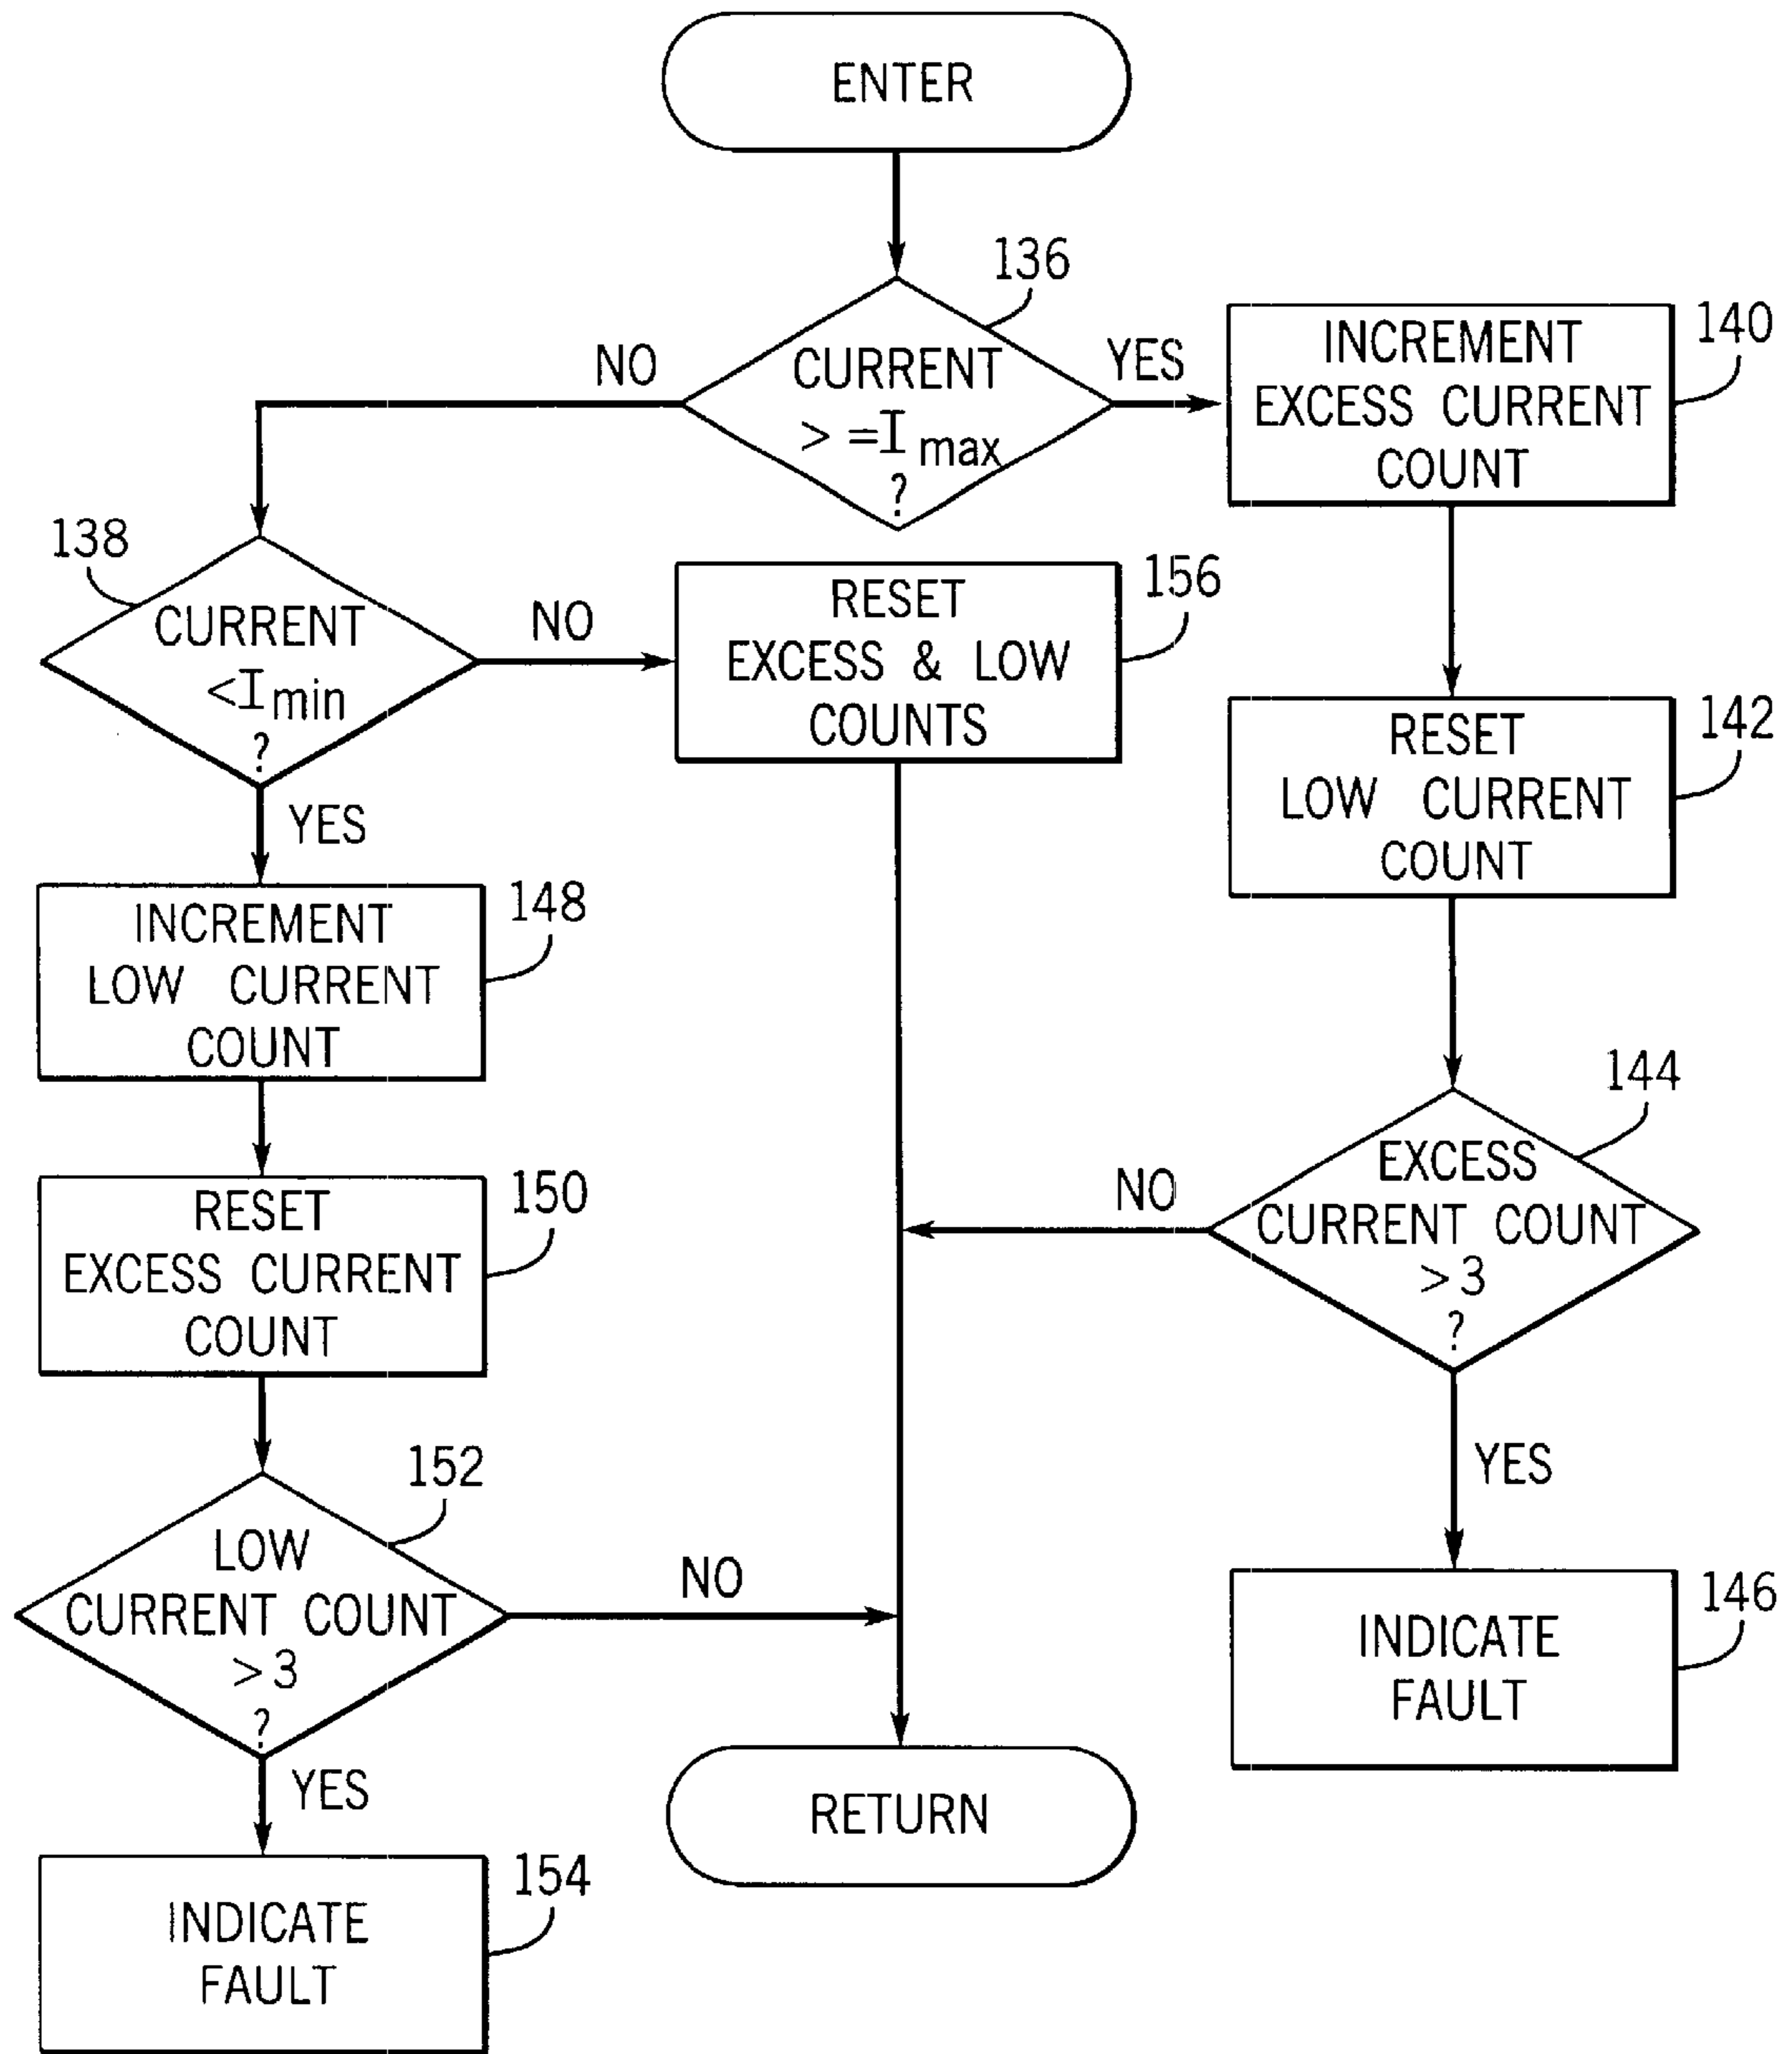 ENTER
136
CURRENT
> =Imax
?
NO
YES
INCREMENT
EXCESS CURRENT
COUNT
140
138
CURRENT
<Imin
?
NO
YES
RESET
EXCESS & LOW
COUNTS
156
RESET
LOW CURRENT
COUNT
142
INCREMENT
LOW CURRENT
COUNT
148
RESET
EXCESS CURRENT
COUNT
150
144
EXCESS
CURRENT COUNT
>3
?
NO
YES
152
LOW
CURRENT COUNT
>3
?
NO
YES
INDICATE
FAULT
146
RETURN
INDICATE
FAULT
154